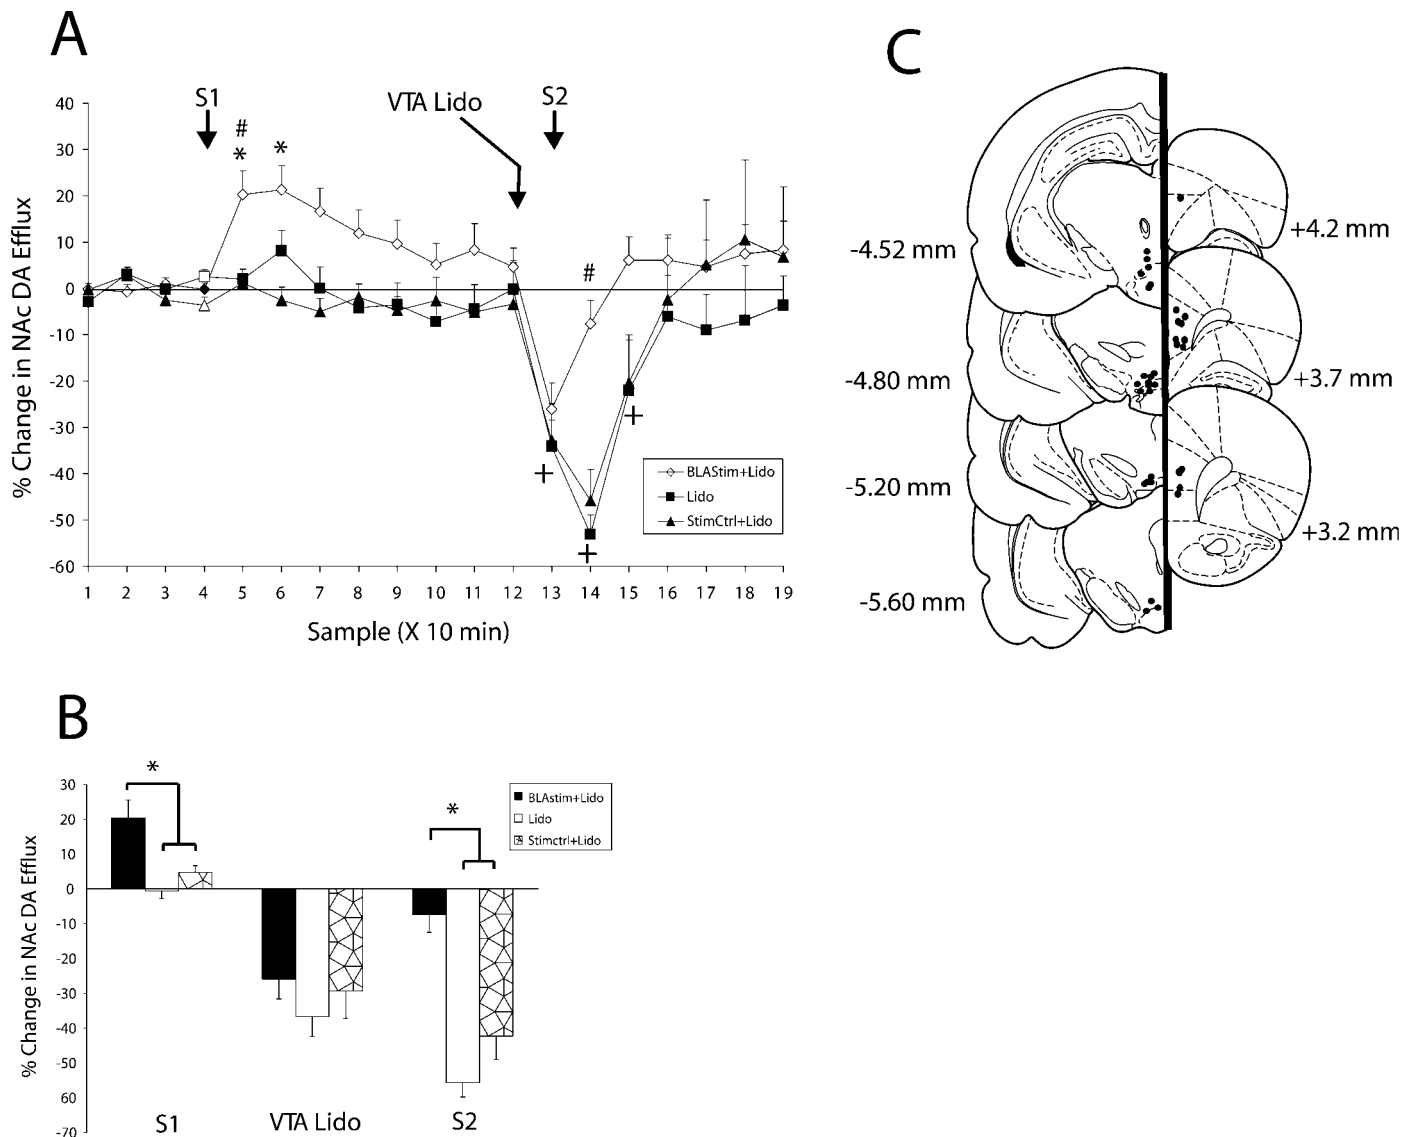 A
S1
VTA Lido
S2
#
*
*
#
+
+
+
40
30
20
10
0
-10
-20
-30
-40
-50
-60
% Change in NAc DA Efflux
1 2 3 4 5 6 7 8 9 10 11 12 13 14 15 16 17 18 19
Sample (X 10 min)
BLAStim+Lido
Lido
StimCtrl+Lido
C
-4.52 mm
-4.80 mm
-5.20 mm
-5.60 mm
+4.2 mm
+3.7 mm
+3.2 mm
B
30
20
10
0
-10
-20
-30
-40
-50
60
-70
% Change in NAc DA Efflux
*
*
BLAstim+Lido
Lido
Stimctrl+Lido
S1
VTA Lido
S2